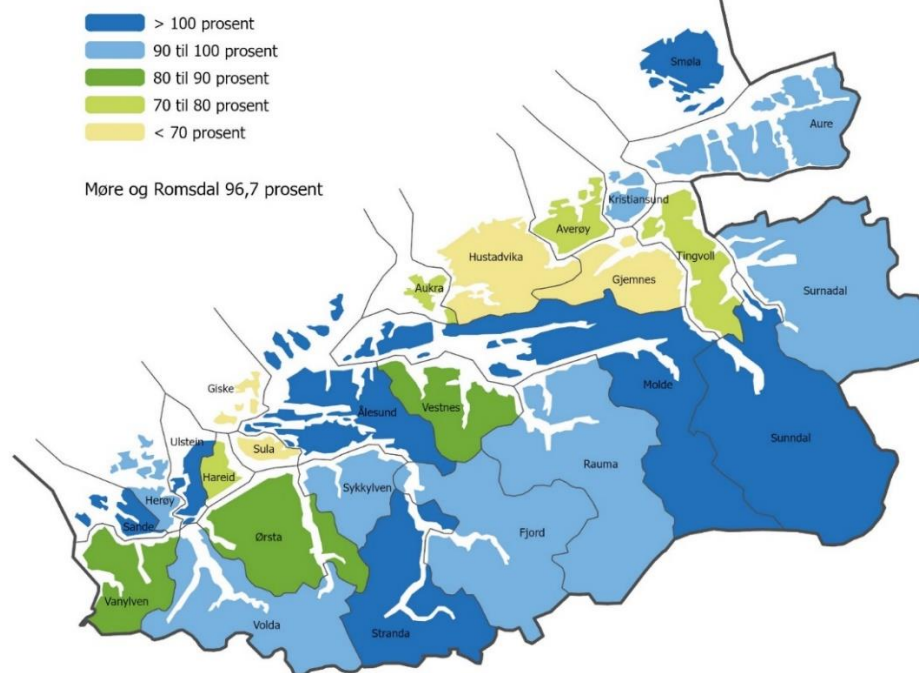 > 100 prosent
90 til 100 prosent
80 til 90 prosent
70 til 80 prosent
< 70 prosent
Møre og Romsdal 96,7 prosent
Smøla
Aure
Kristiansund
Averøy
Tingvoll
Hustadvika
Gjemnes
Surnadal
Aukra
Molde
Giske
Ålesund
Vestnes
Sunndal
Ulstein
Sula
Rauma
Hareid
Sykkylven
Herøy
Sande
Ørsta
Fjord
Vanylven
Volda
Stranda